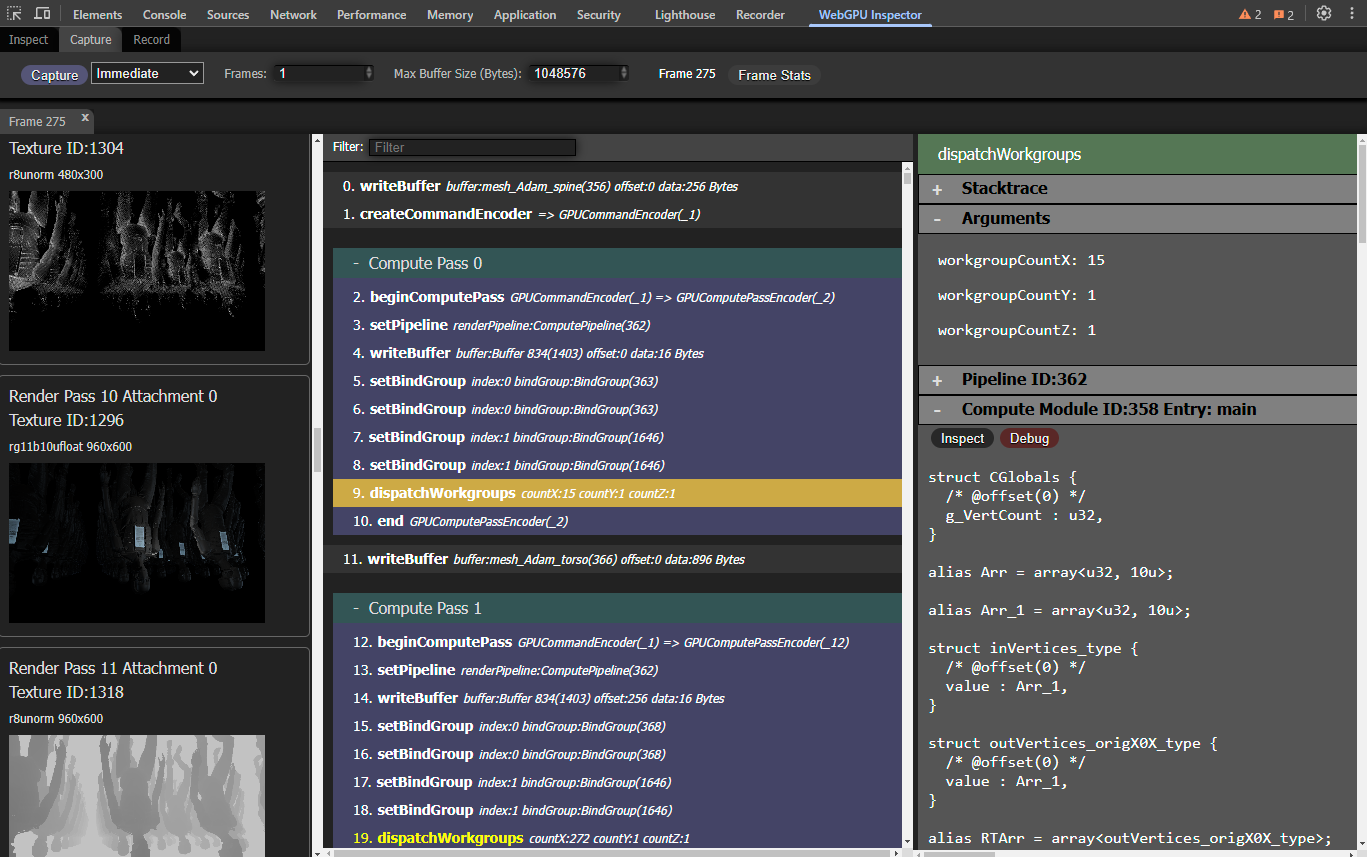 Elements Console Sources Network Performance Memory Application Security Lighthouse Recorder WebGPU Inspector 2 2
Inspect Capture Record
Capture Immediate Frames: 1 Max Buffer Size (Bytes): 1048576 Frame 275 Frame Stats
Frame 275 x
Texture ID:1304
r8unorm 480x300
Render Pass 10 Attachment 0
Texture ID:1296
rg11b10ufloat 960x600
Render Pass 11 Attachment 0
Texture ID:1318
r8unorm 960x600
Filter: Filter
0. writeBuffer buffer:mesh_Adam_spine(356) offset:0 data:256 Bytes
1. createCommandEncoder => GPUCommandEncoder(_1)
- Compute Pass 0
2. beginComputePass GPUCommandEncoder(_1) => GPUComputePassEncoder(_2)
3. setPipeline renderPipeline:ComputePipeline(362)
4. writeBuffer buffer:Buffer 834(1403) offset:0 data:16 Bytes
5. setBindGroup index:0 bindGroup:BindGroup(363)
6. setBindGroup index:0 bindGroup:BindGroup(363)
7. setBindGroup index:1 bindGroup:BindGroup(1646)
8. setBindGroup index:1 bindGroup:BindGroup(1646)
9. dispatchWorkgroups countX:15 countY:1 countZ:1
10. end GPUComputePassEncoder(_2)
11. writeBuffer buffer:mesh_Adam_torso(366) offset:0 data:896 Bytes
- Compute Pass 1
12. beginComputePass GPUCommandEncoder(_1) => GPUComputePassEncoder(_12)
13. setPipeline renderPipeline:ComputePipeline(362)
14. writeBuffer buffer:Buffer 834(1403) offset:256 data:16 Bytes
15. setBindGroup index:0 bindGroup:BindGroup(368)
16. setBindGroup index:0 bindGroup:BindGroup(368)
17. setBindGroup index:1 bindGroup:BindGroup(1646)
18. setBindGroup index:1 bindGroup:BindGroup(1646)
19. dispatchWorkgroups countX:272 countY:1 countZ:1
dispatchWorkgroups
+ Stacktrace
- Arguments
workgroupCountX: 15
workgroupCountY: 1
workgroupCountZ: 1
+ Pipeline ID:362
- Compute Module ID:358 Entry: main
Inspect Debug
struct CGlobals {
/* @offset(0) */
g_VertCount : u32,
}
alias Arr = array<u32, 10u>;
alias Arr_1 = array<u32, 10u>;
struct inVertices_type {
/* @offset(0) */
value : Arr_1,
}
struct outVertices_origX0X_type {
/* @offset(0) */
value : Arr_1,
}
alias RTArr = array<outVertices_origX0X_type>;